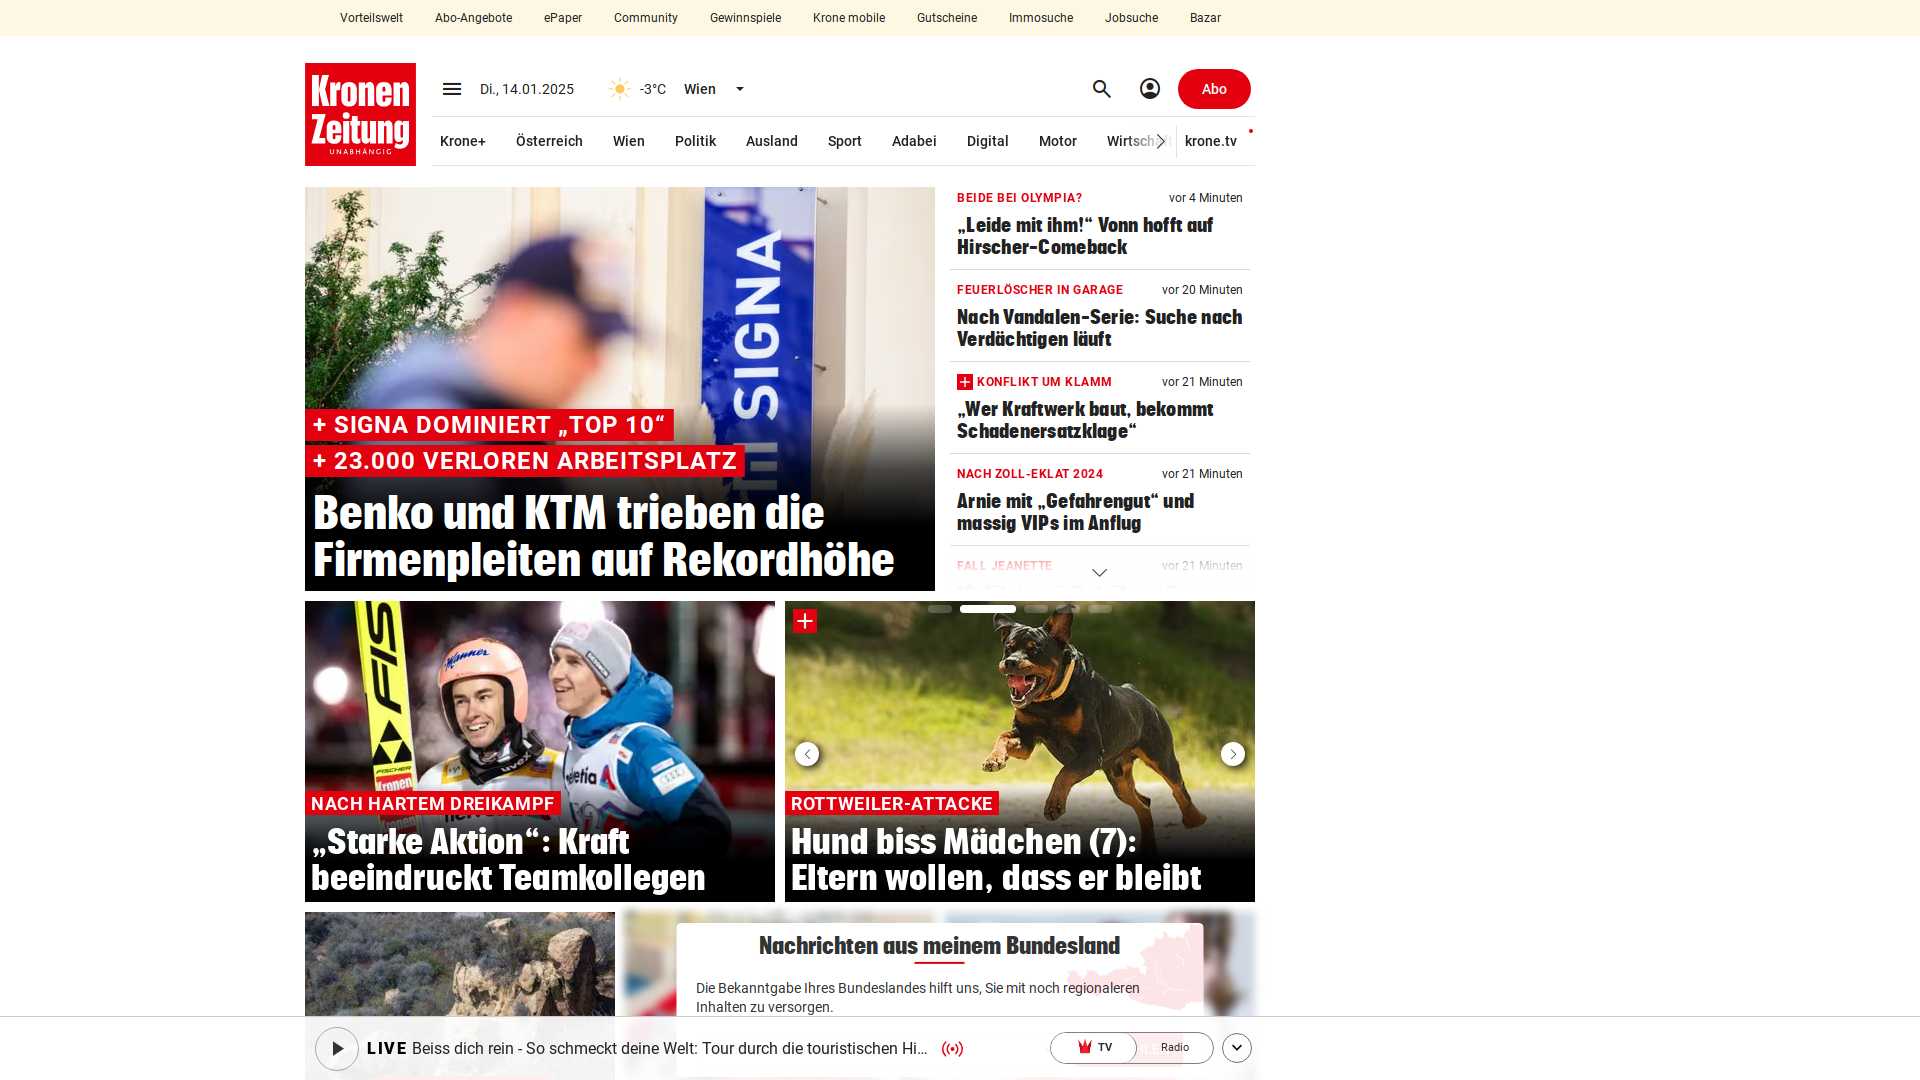 Vorteilswelt Abo-Angebote ePaper Community Gewinnspiele Krone mobile Gutscheine Immosuche Jobsuche Bazar
Kronen
Zeitung
UNABHÄNGIG
Di., 14.01.2025 -3°C Wien Abo
Krone+ Österreich Wien Politik Ausland Sport Adabei Digital Motor krone.tv
SIGNA
+ SIGNA DOMINIERT „TOP 10“
+ 23.000 VERLOREN ARBEITSPLATZ
Benko und KTM trieben die
Firmenpleiten auf Rekordhöhe
BEIDE BEI OLYMPIA? vor 4 Minuten
„Leide mit ihm!“ Vonn hofft auf
Hirscher-Comeback
FEUERLÖSCHER IN GARAGE vor 20 Minuten
Nach Vandalen-Serie: Suche nach
Verdächtigen läuft
KONFLIKT UM KLAMM vor 21 Minuten
„Wer Kraftwerk baut, bekommt
Schadenersatzklage“
NACH ZOLL-EKLAT 2024 vor 21 Minuten
Arnie mit „Gefahrengut“ und
massig VIPs im Anflug
FALL JEANETTE vor 21 Minuten
FIS
Manner
FISCHER
Kronen
uvex
helvetia
NACH HARTEM DREIKAMPF
„Starke Aktion“: Kraft
beeindruckt Teamkollegen
ROTTWEILER-ATTACKE
Hund biss Mädchen (7):
Eltern wollen, dass er bleibt
Nachrichten aus meinem Bundesland
Die Bekanntgabe Ihres Bundeslandes hilft uns, Sie mit noch regionaleren
Inhalten zu versorgen.
LIVE Beiss dich rein - So schmeckt deine Welt: Tour durch die touristischen Hi... TV Radio